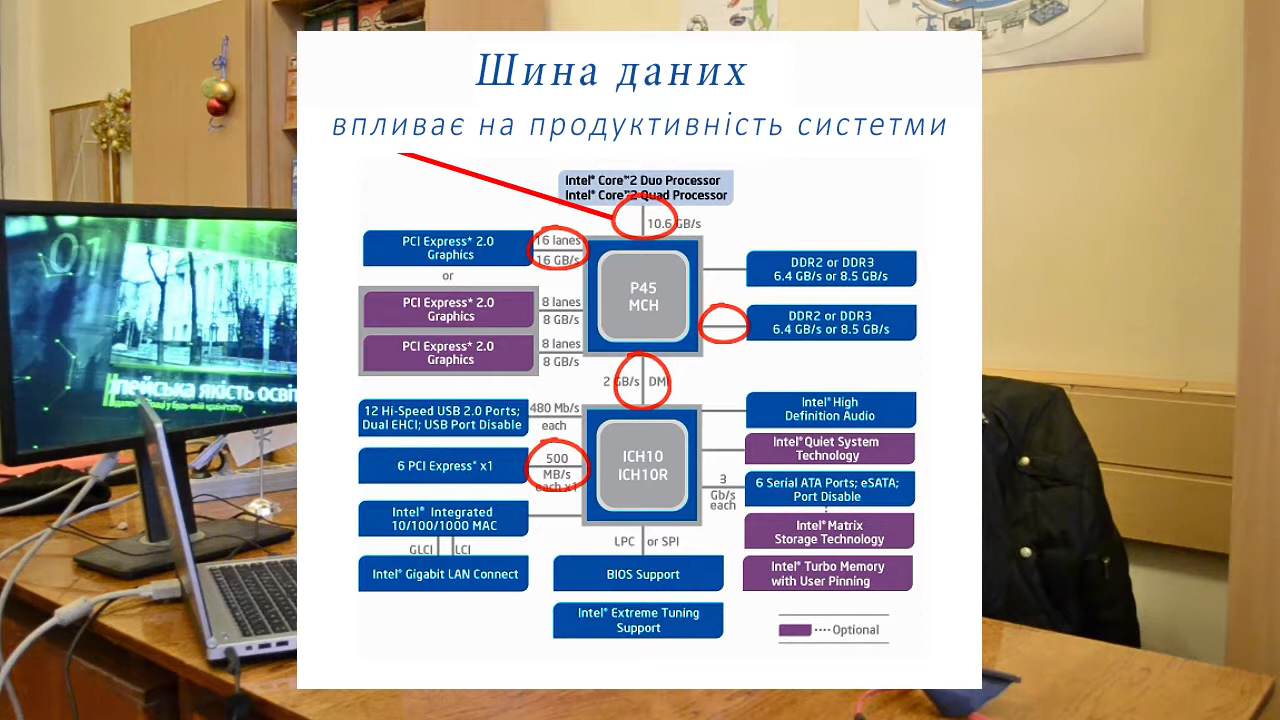 Шина даних
впливає на продуктивність систетми
Intel® Core™2 Duo Processor
Intel® Core™2 Quad Processor
10.6 GB/s
PCI Express* 2.0
Graphics
16 lanes
16 GB/s
or
PCI Express* 2.0
Graphics
8 lanes
8 GB/s
PCI Express* 2.0
Graphics
8 lanes
8 GB/s
P45
MCH
DDR2 or DDR3
6.4 GB/s or 8.5 GB/s
DDR2 or DDR3
6.4 GB/s or 8.5 GB/s
2 GB/s DMI
12 Hi-Speed USB 2.0 Ports;
Dual EHCI; USB Port Disable
480 Mb/s
each
6 PCI Express* x1
500
MB/s
each x1
Intel® Integrated
10/100/1000 MAC
GLCI LCI
Intel® Gigabit LAN Connect
ICH10
ICH10R
Intel® High
Definition Audio
Intel® Quiet System
Technology
3
Gb/s
each
6 Serial ATA Ports; eSATA;
Port Disable
Intel® Matrix
Storage Technology
Intel® Turbo Memory
with User Pinning
LPC or SPI
BIOS Support
Intel® Extreme Tuning
Support
Optional
01
пейська якість осві